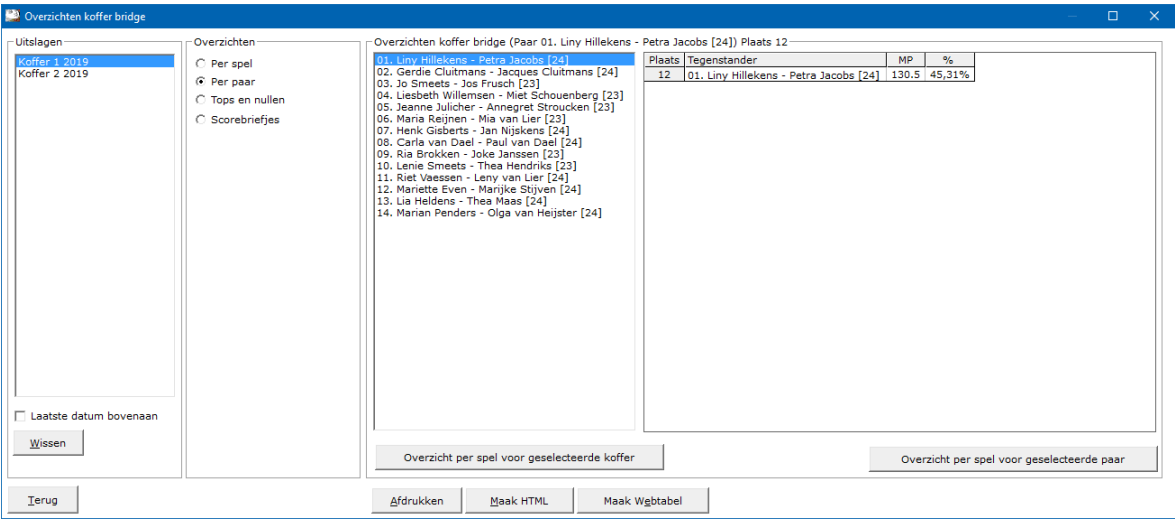 Overzichten koffer bridge
Uitslagen
Koffer 1 2019
Koffer 2 2019
Laatste datum bovenaan
Wissen
Overzichten
Per spel
Per paar
Tops en nullen
Scorebriefjes
Overzichten koffer bridge (Paar 01. Liny Hillekens - Petra Jacobs [24]) Plaats 12
01. Liny Hillekens - Petra Jacobs [24]
02. Gerdie Cluitmans - Jacques Cluitmans [24]
03. Jo Smeets - Jos Frusch [23]
04. Liesbeth Willemsen - Miet Schouenberg [23]
05. Jeanne Julicher - Annegret Stroucken [23]
06. Maria Reijnen - Mia van Lier [23]
07. Henk Gisberts - Jan Nijskens [24]
08. Carla van Dael - Paul van Dael [24]
09. Ria Brokken - Joke Janssen [23]
10. Lenie Smeets - Thea Hendriks [23]
11. Riet Vaessen - Leny van Lier [24]
12. Mariette Even - Marijke Stijven [24]
13. Lia Heldens - Thea Maas [24]
14. Marian Penders - Olga van Heijster [24]
Plaats Tegenstander MP %
12 01. Liny Hillekens - Petra Jacobs [24] 130.5 45,31%
Overzicht per spel voor geselecteerde koffer
Overzicht per spel voor geselecteerde paar
Terug
Afdrukken
Maak HTML
Maak Webtabel